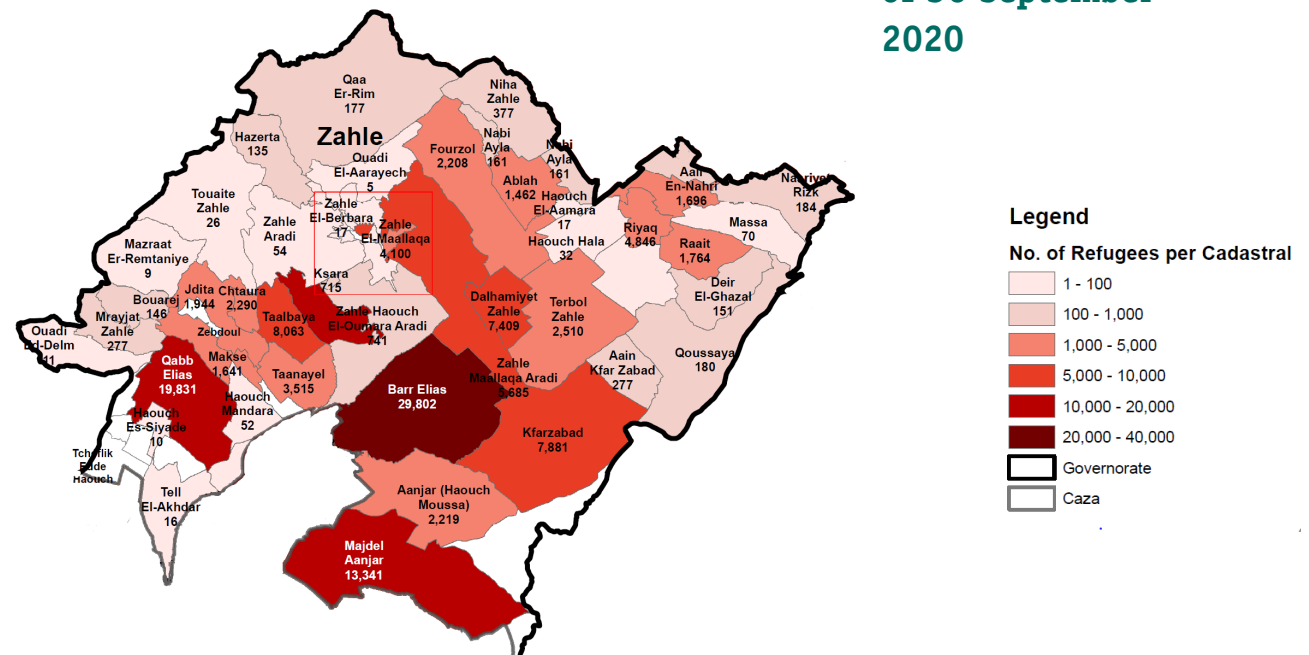 2020
Qaa
Er-Rim
177
Niha
Zahle
377
Zahle
Hazerta
135
Nabi
Ayla
161
Nabi
Ayla
161
Fourzol
2,208
Ouadi
El-Aarayech
5
Ablah
1,462
Aali
En-Nahri
1,696
Rizk
184
Touaite
Zahle
26
Haouch
El-Aamara
17
Zahle
El-Berbara
17
Zahle
Aradi
54
Zahle
El-Maallaqa
4,100
Haouch Hala
32
Riyaq
4,846
Massa
70
Raait
1,764
Mazraat
Er-Remtaniye
9
Ksara
715
Deir
El-Ghazal
151
Jdita
1,944
Chtaura
2,290
Bouarej
146
Mrayjat
Zahle
277
Taalbaya
8,063
Zahle Haouch
El-Oumara Aradi
741
Dalhamiyet
Zahle
7,409
Terbol
Zahle
2,510
Zebdoul
Ouadi
Ed-Delm
11
Qabb
Elias
19,831
Makse
1,641
Taanayel
3,515
Zahle
Maallaqa Aradi
5,685
Aain
Kfar Zabad
277
Qoussaya
180
Barr Elias
29,802
Haouch
Mandara
52
Haouch
Es-Siyade
10
Kfarzabad
7,881
Haouch
Tell
El-Akhdar
16
Aanjar (Haouch
Moussa)
2,219
Majdel
Aanjar
13,341
Legend
No. of Refugees per Cadastral
1 - 100
100 - 1,000
1,000 - 5,000
5,000 - 10,000
10,000 - 20,000
20,000 - 40,000
Governorate
Caza